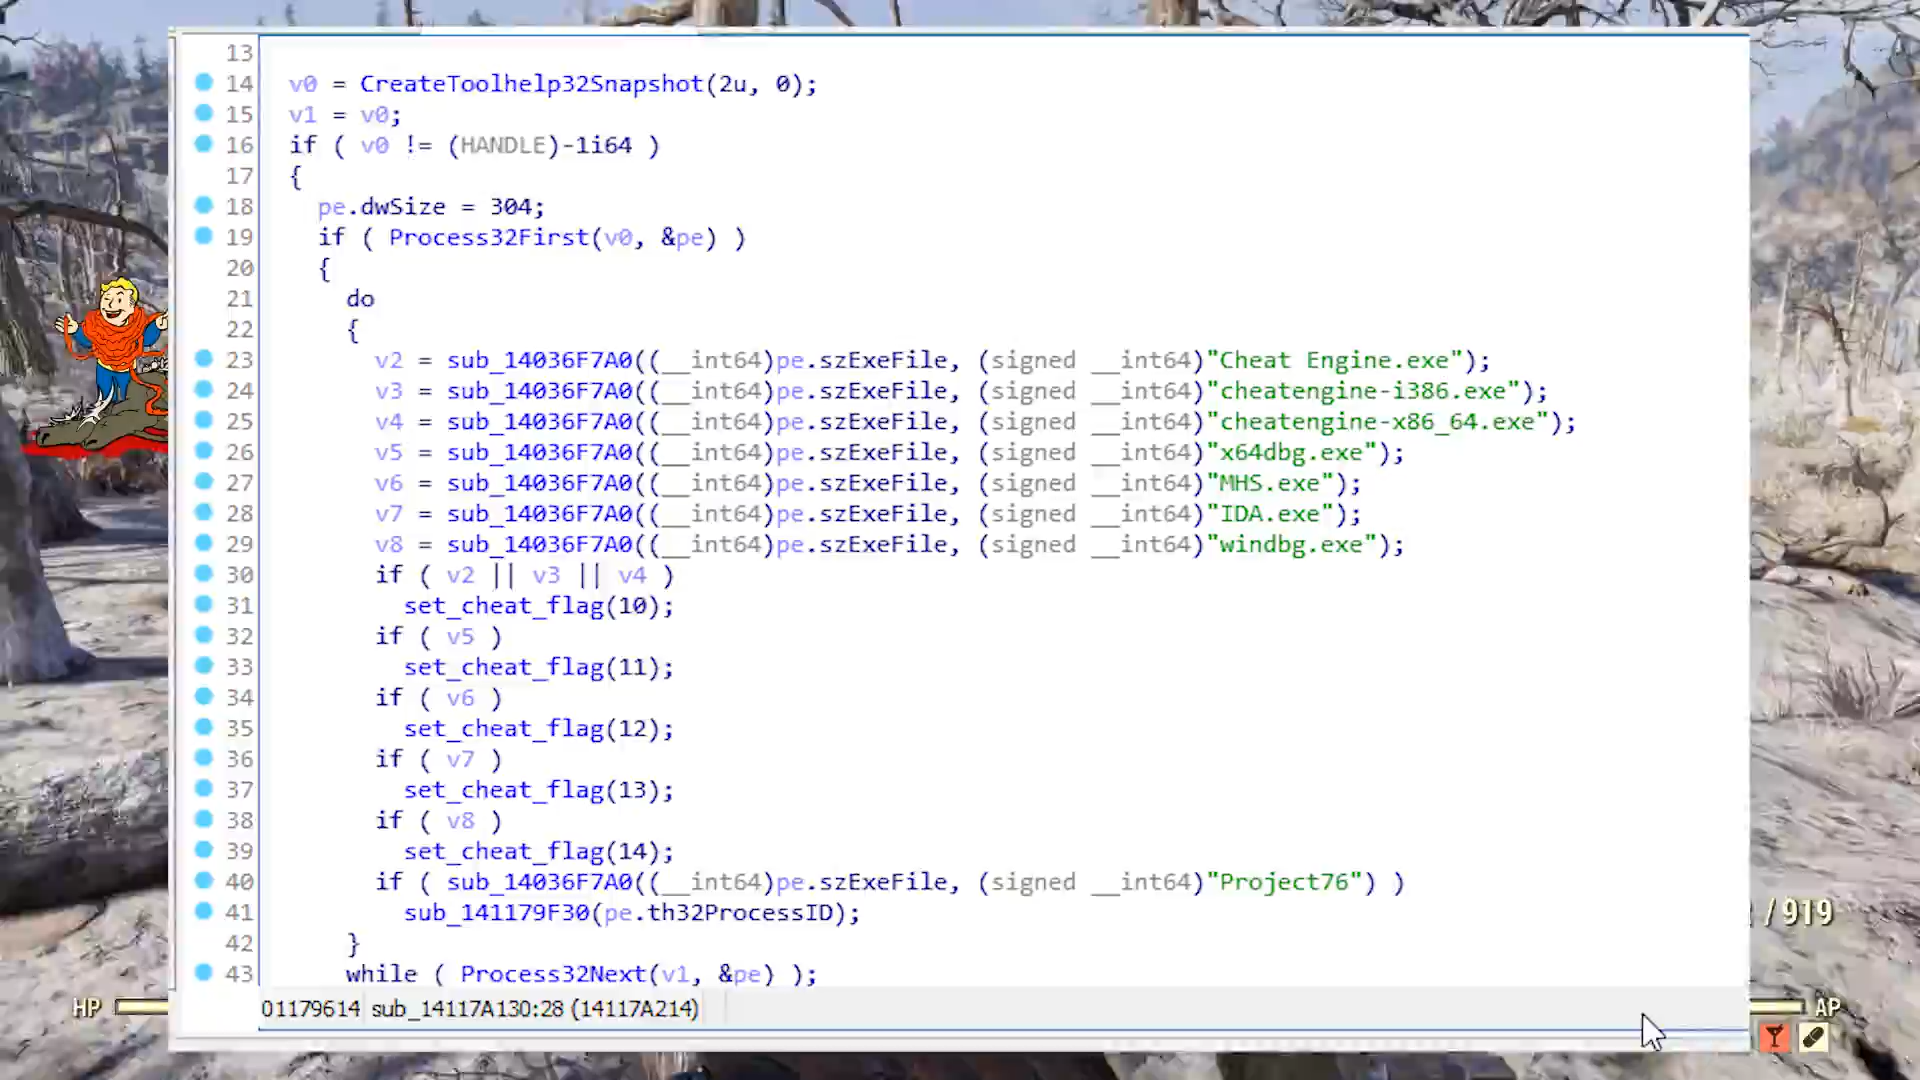 13
14 v0 = CreateToolhelp32Snapshot(2u, 0);
15 v1 = v0;
16 if ( v0 != (HANDLE)-1i64 )
17 {
18 pe.dwSize = 304;
19 if ( Process32First(v0, &pe) )
20 {
21 do
22 {
23 v2 = sub_14036F7A0((__int64)pe.szExeFile, (signed __int64)"Cheat Engine.exe");
24 v3 = sub_14036F7A0((__int64)pe.szExeFile, (signed __int64)"cheatengine-i386.exe");
25 v4 = sub_14036F7A0((__int64)pe.szExeFile, (signed __int64)"cheatengine-x86_64.exe");
26 v5 = sub_14036F7A0((__int64)pe.szExeFile, (signed __int64)"x64dbg.exe");
27 v6 = sub_14036F7A0((__int64)pe.szExeFile, (signed __int64)"MHS.exe");
28 v7 = sub_14036F7A0((__int64)pe.szExeFile, (signed __int64)"IDA.exe");
29 v8 = sub_14036F7A0((__int64)pe.szExeFile, (signed __int64)"windbg.exe");
30 if ( v2 || v3 || v4 )
31 set_cheat_flag(10);
32 if ( v5 )
33 set_cheat_flag(11);
34 if ( v6 )
35 set_cheat_flag(12);
36 if ( v7 )
37 set_cheat_flag(13);
38 if ( v8 )
39 set_cheat_flag(14);
40 if ( sub_14036F7A0((__int64)pe.szExeFile, (signed __int64)"Project76") )
41 sub_141179F30(pe.th32ProcessID);
42 }
43 while ( Process32Next(v1, &pe) );
01179614 sub_14117A130:28 (14117A214)
/ 919
HP
AP